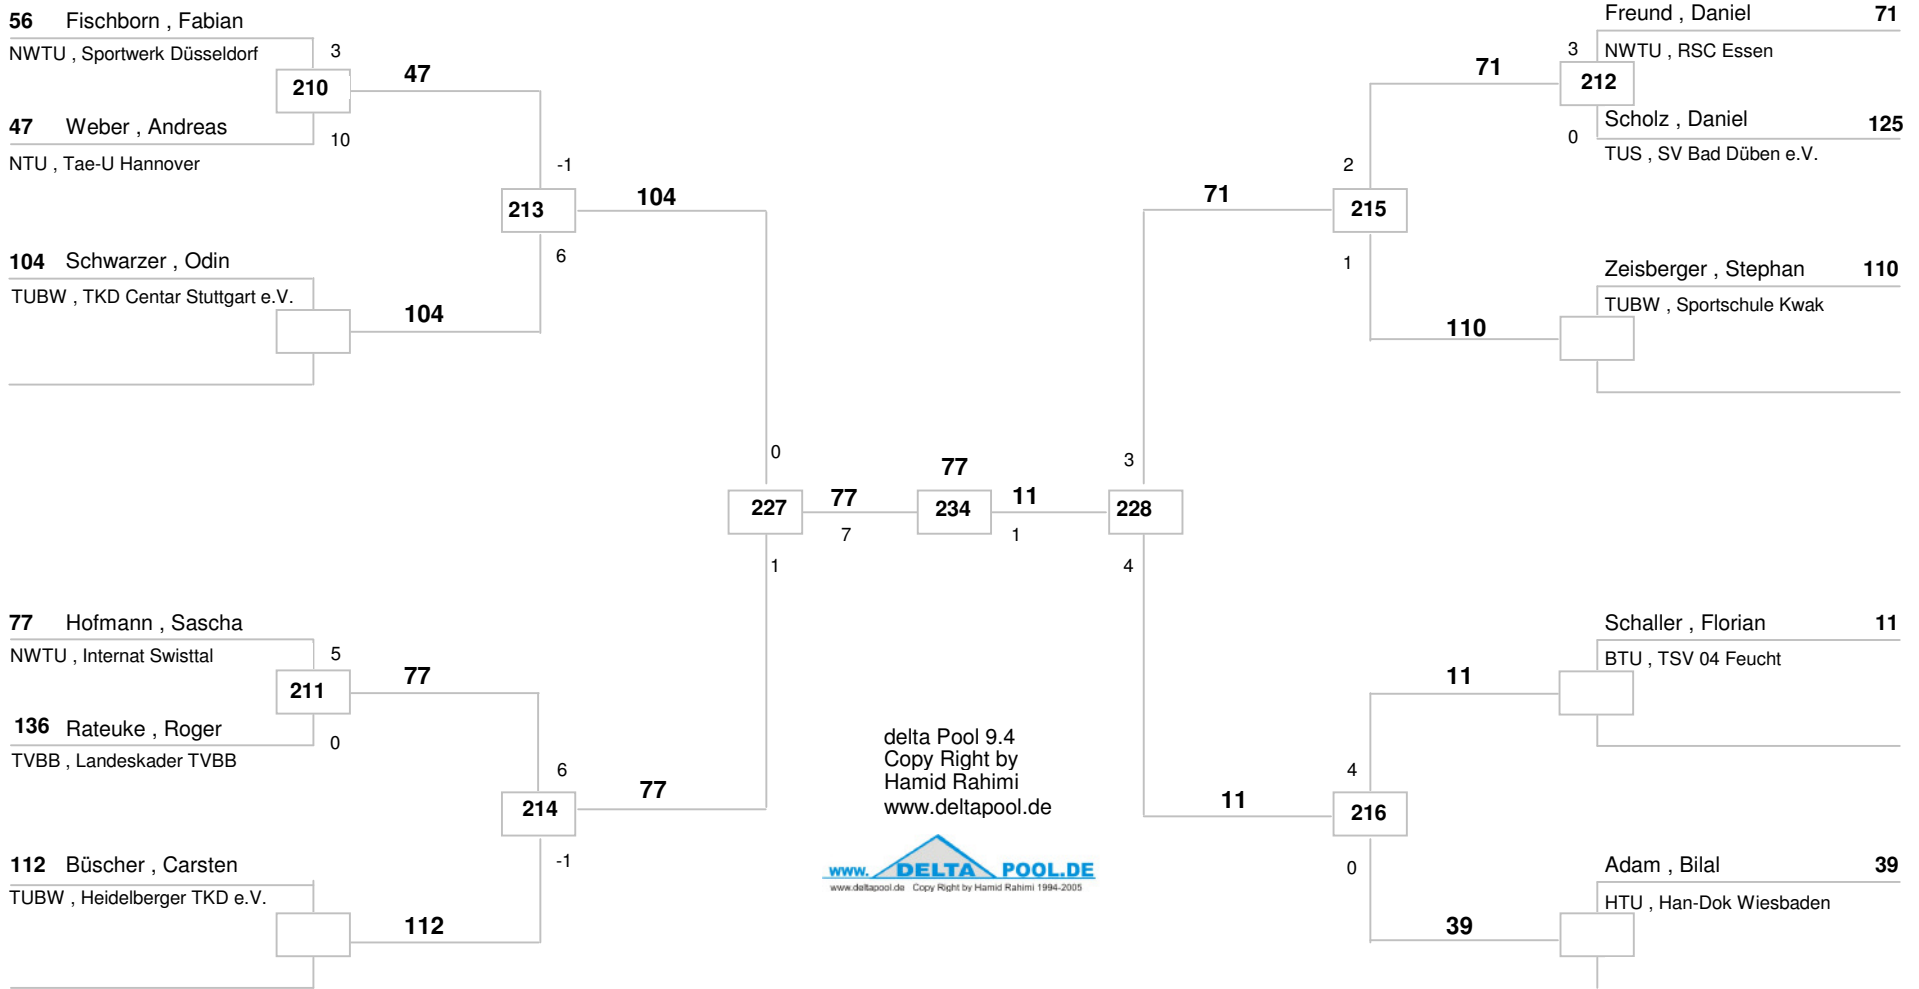 56 Fischborn , Fabian
NWTU , Sportwerk Düsseldorf
3
210
47
47 Weber , Andreas
10
NTU , Tae-U Hannover
-1
213
104
6
104 Schwarzer , Odin
TUBW , TKD Centar Stuttgart e.V.
104
0
227
77
7
1
77
234
11
1
77 Hofmann , Sascha
NWTU , Internat Swisttal
5
211
77
136 Rateuke , Roger
0
TVBB , Landeskader TVBB
6
214
77
-1
112 Büscher , Carsten
TUBW , Heidelberger TKD e.V.
112
Freund , Daniel 71
3
NWTU , RSC Essen
71
212
Scholz , Daniel 125
0
TUS , SV Bad Düben e.V.
2
71
215
1
Zeisberger , Stephan 110
TUBW , Sportschule Kwak
110
3
228
4
Schaller , Florian 11
BTU , TSV 04 Feucht
11
4
11
216
0
Adam , Bilal 39
HTU , Han-Dok Wiesbaden
39
delta Pool 9.4
Copy Right by
Hamid Rahimi
www.deltapool.de
www. DELTA POOL.DE
www.deltapool.de Copy Right by Hamid Rahimi 1994-2005